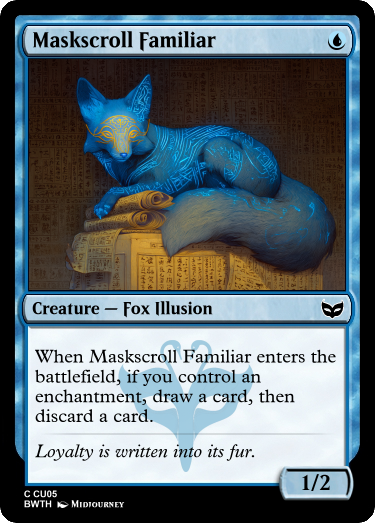 Maskscroll Familiar
Creature — Fox Illusion
When Maskscroll Familiar enters the
battlefield, if you control an
enchantment, draw a card, then
discard a card.
Loyalty is written into its fur.
1/2
C CU05
BWTH Midjourney